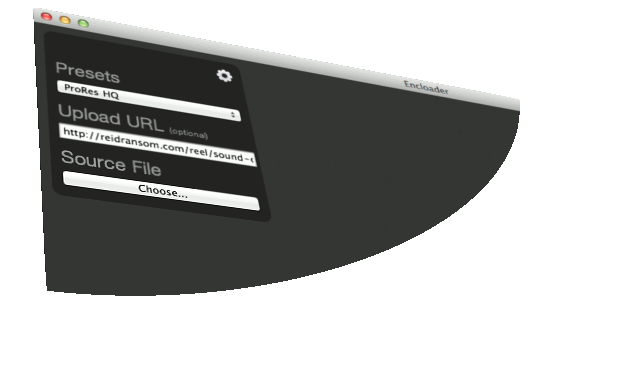 Encloader
Presets
ProRes HQ
Upload URL (optional)
http://reidransom.com/reel/sound-
Source File
Choose...